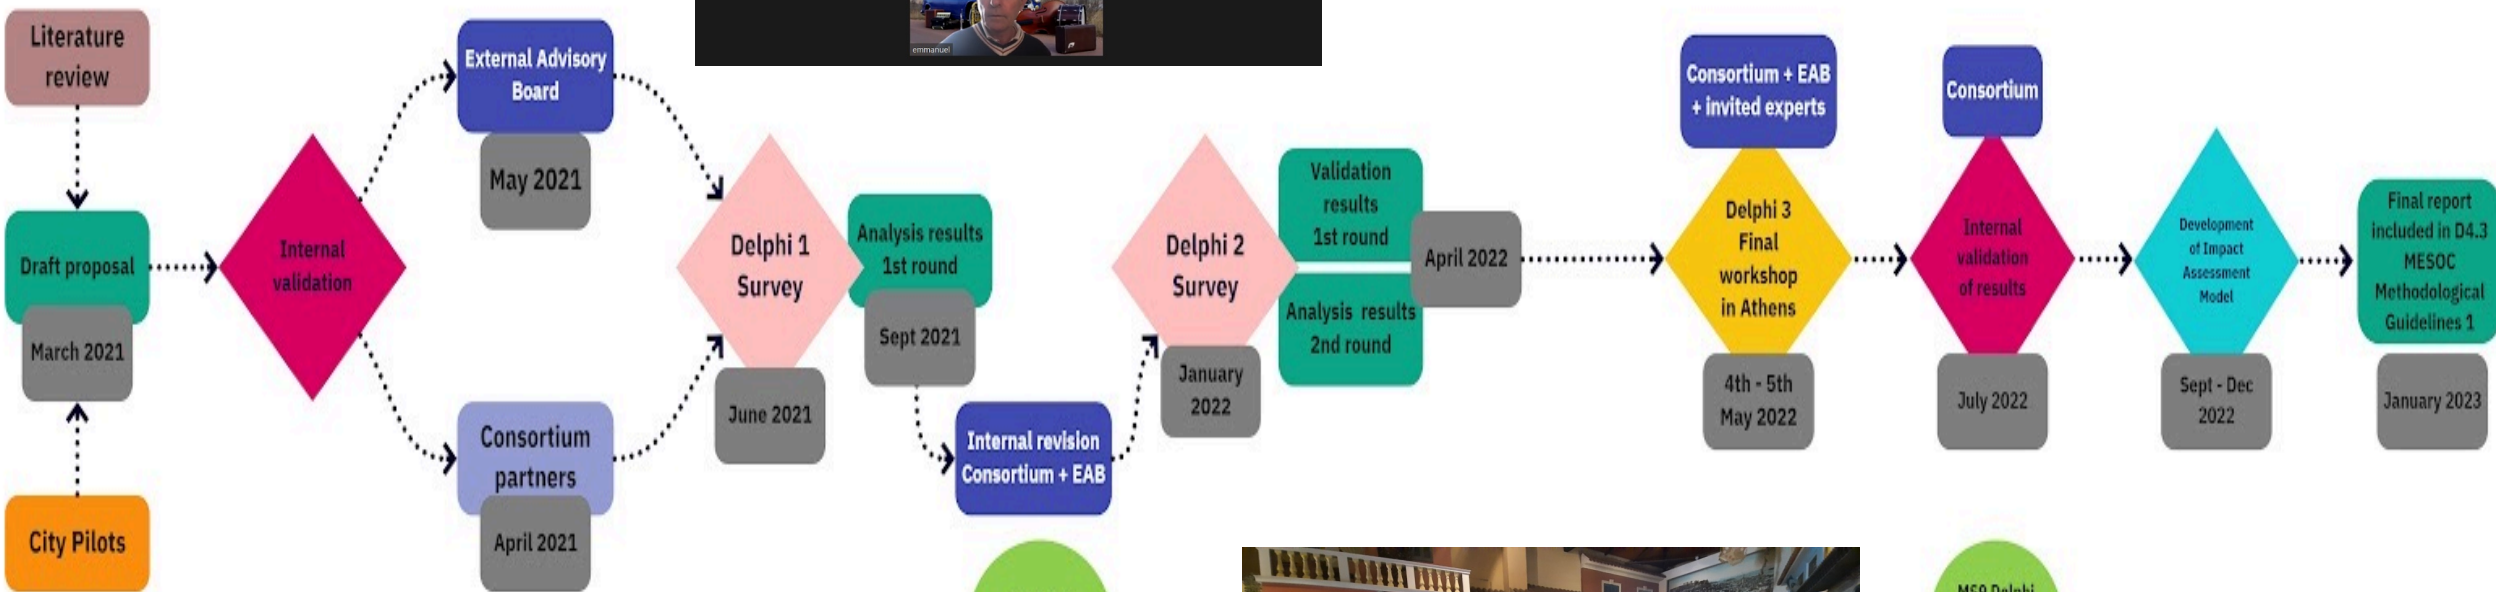 Literature
review
Draft proposal
March 2021
City Pilots
Internal
validation
External Advisory
Board
May 2021
Consortium
partners
April 2021
emmanuel
Delphi 1
Survey
June 2021
Analysis results
1st round
Sept 2021
Internal revision
Consortium + EAB
Delphi 2
Survey
January
2022
Validation
results
1st round
Analysis results
2nd round
April 2022
Consortium + EAB
+ invited experts
Delphi 3
Final
workshop
in Athens
4th - 5th
May 2022
Consortium
Internal
validation
of results
July 2022
Development
of Impact
Assessment
Model
Sept - Dec
2022
Final report
included in D4.3
MESOC
Methodological
Guidelines 1
January 2023